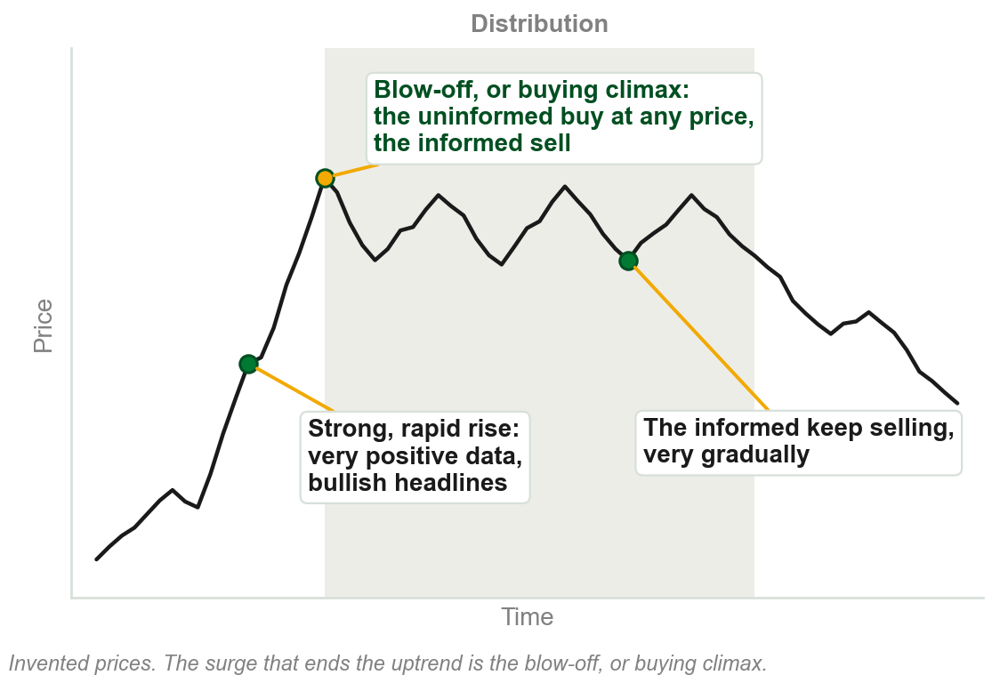 Distribution
Blow-off, or buying climax:
the uninformed buy at any price,
the informed sell
Price
Strong, rapid rise:
very positive data,
bullish headlines
The informed keep selling,
very gradually
Time
Invented prices. The surge that ends the uptrend is the blow-off, or buying climax.